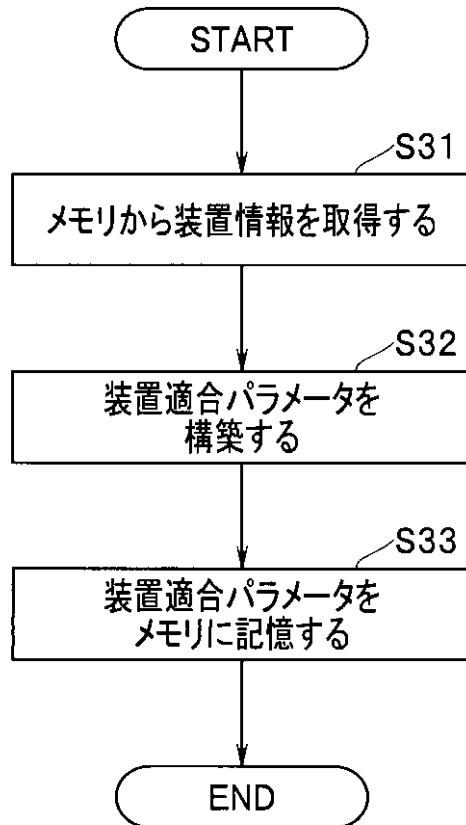 START
S31
メモリから装置情報を取得する
S32
装置適合パラメータを
構築する
S33
装置適合パラメータを
メモリに記憶する
END